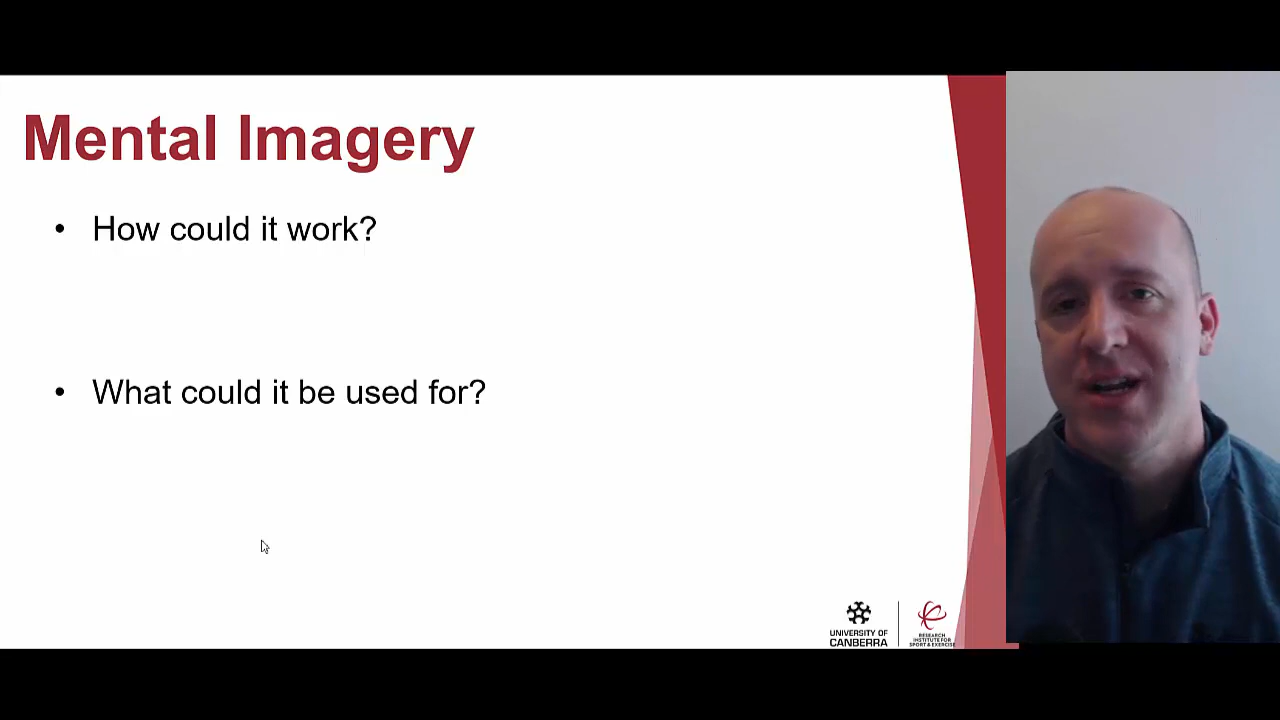 Mental Imagery
• How could it work?
• What could it be used for?
UNIVERSITY OF
CANBERRA
RESEARCH
INSTITUTE FOR
SPORT & EXERCISE